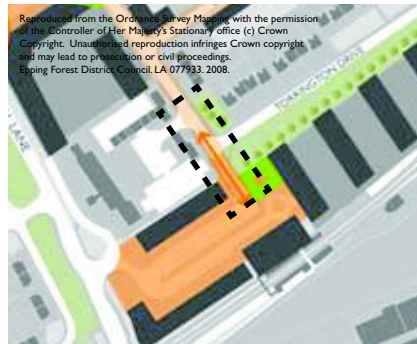 Reproduced from the Ordnance Survey Mapping with the permission
of the Controller of Her Majesty's Stationary office (c) Crown
Copyright. Unauthorised reproduction infringes Crown copyright
and may lead to prosecution or civil proceedings.
Epping Forest District Council. LA 077933. 2008.
TORRINGTON DRIVE
LANE